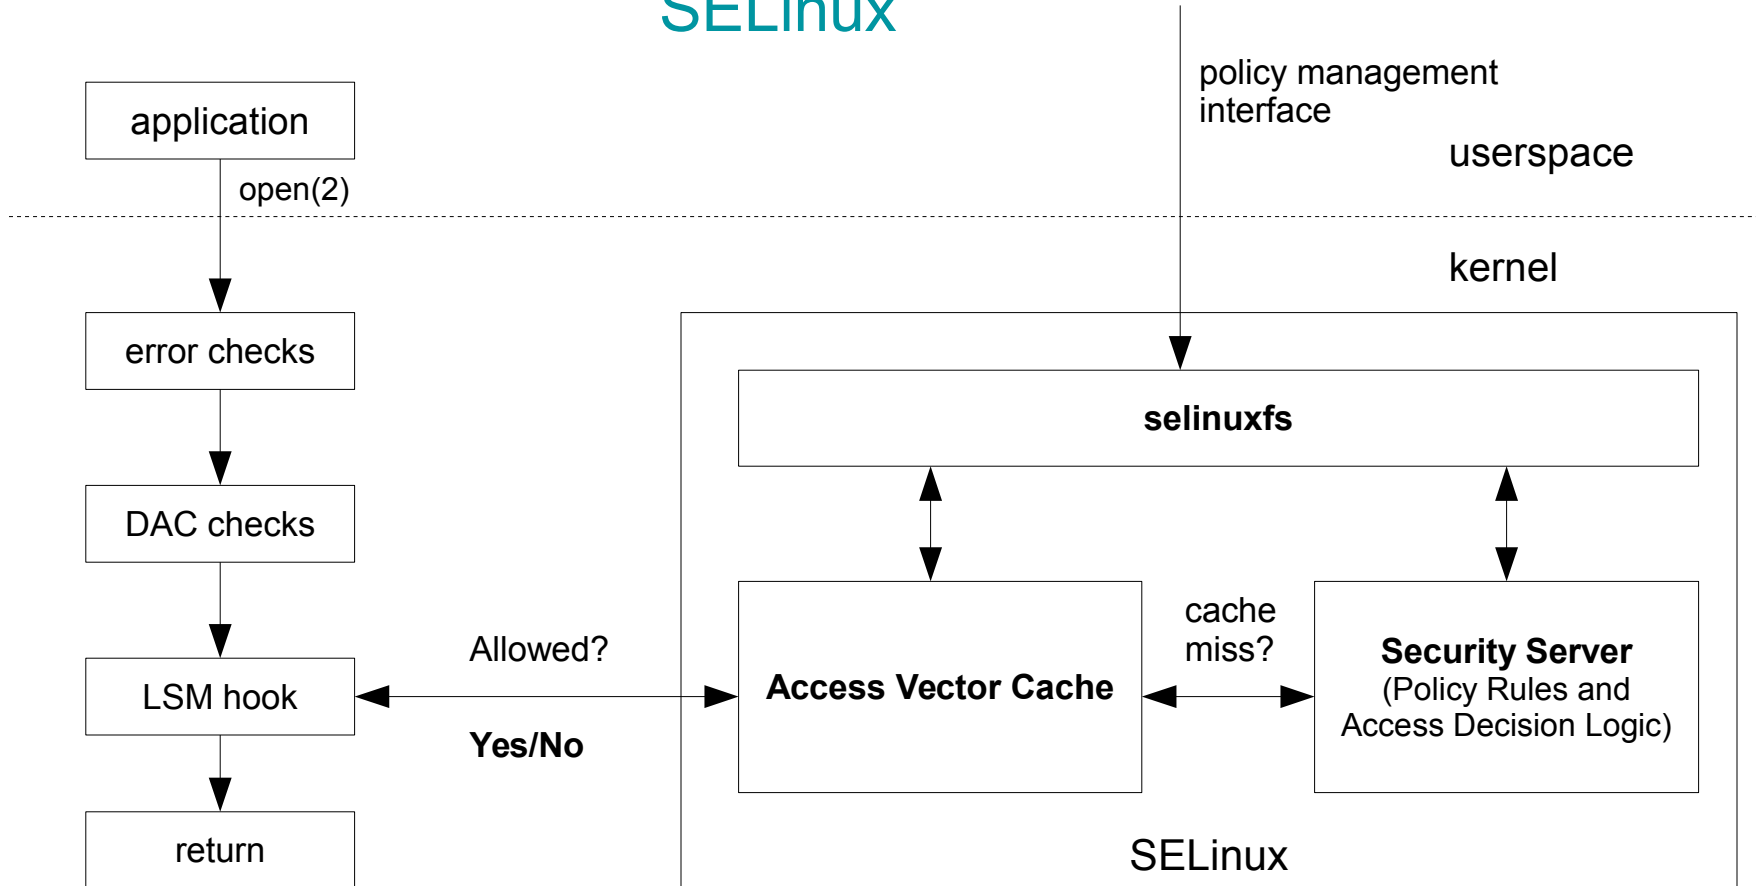 SELinux
policy management
interface
application
userspace
open(2)
kernel
error checks
selinuxfs
DAC checks
cache
miss?
Allowed?
Security Server
(Policy Rules and
Access Decision Logic)
LSM hook
Access Vector Cache
Yes/No
return
SELinux